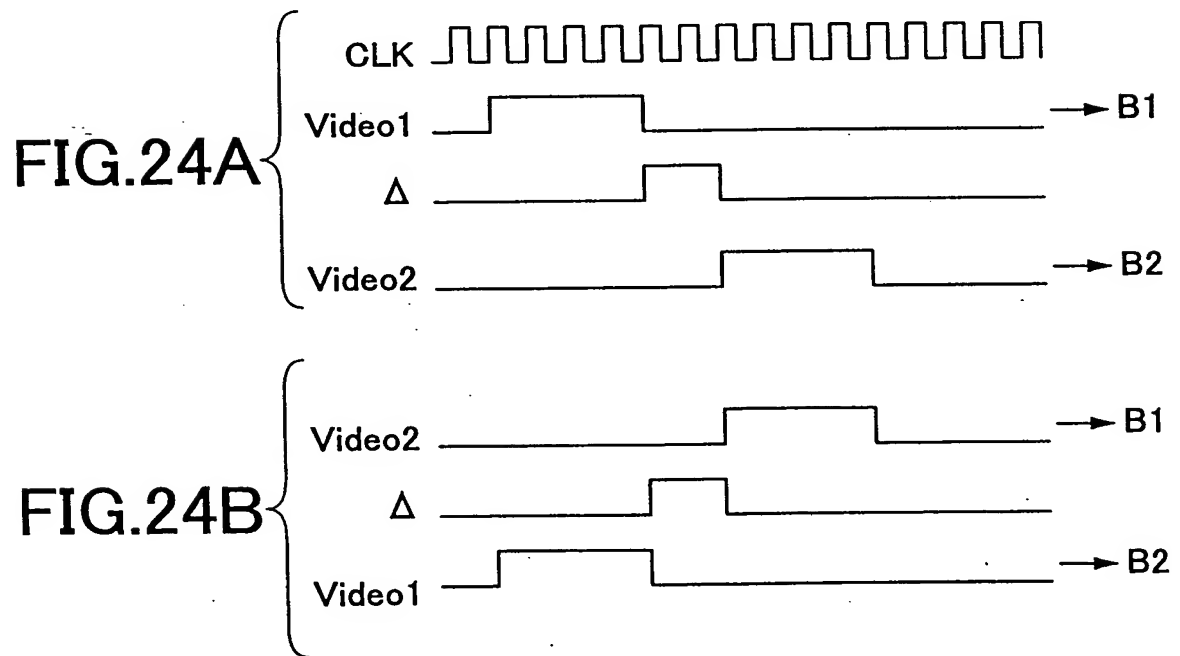 FIG.24A
CLK
Video1
B1
Δ
Video2
B2
FIG.24B
Video2
B1
Δ
Video1
B2